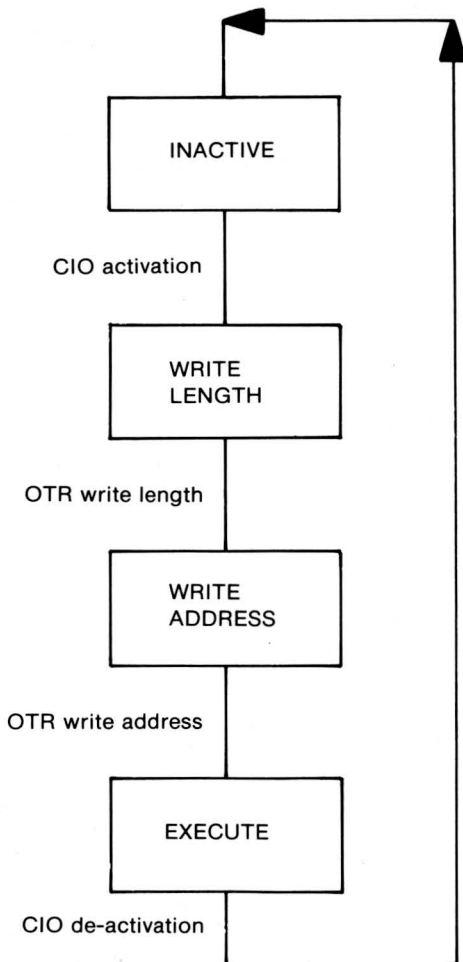 INACTIVE
CIO activation
WRITE
LENGTH
OTR write length
WRITE
ADDRESS
OTR write address
EXECUTE
CIO de-activation